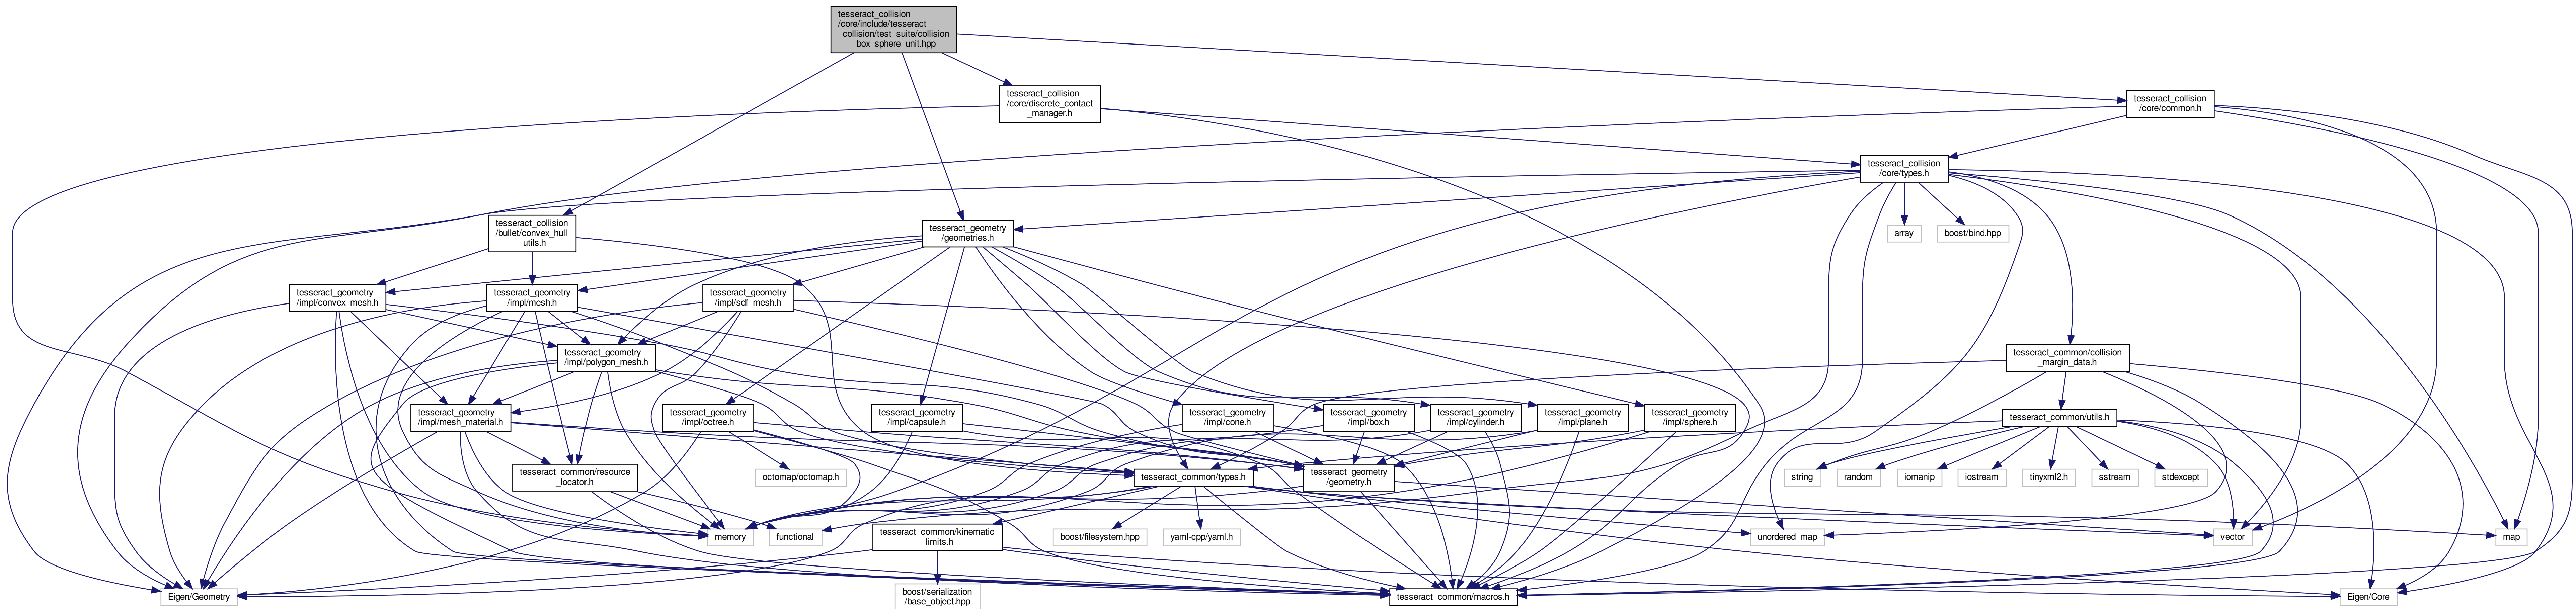 tesseract_collision
/core/include/tesseract
_collision/test_suite/collision
_box_sphere_unit.hpp
tesseract_collision
/core/discrete_contact
_manager.h
tesseract_collision
/core/common.h
tesseract_collision
/core/types.h
tesseract_collision
/bullet/convex_hull
_utils.h
tesseract_geometry
/geometries.h
array
boost/bind.hpp
tesseract_geometry
/impl/convex_mesh.h
tesseract_geometry
/impl/mesh.h
tesseract_geometry
/impl/sdf_mesh.h
tesseract_geometry
/impl/polygon_mesh.h
tesseract_common/collision
_margin_data.h
tesseract_geometry
/impl/mesh_material.h
tesseract_geometry
/impl/octree.h
tesseract_geometry
/impl/capsule.h
tesseract_geometry
/impl/cone.h
tesseract_geometry
/impl/box.h
tesseract_geometry
/impl/cylinder.h
tesseract_geometry
/impl/plane.h
tesseract_geometry
/impl/sphere.h
tesseract_common/utils.h
tesseract_common/resource
_locator.h
octomap/octomap.h
tesseract_common/types.h
tesseract_geometry
/geometry.h
string
random
iomanip
iostream
tinyxml2.h
sstream
stdexcept
memory
functional
tesseract_common/kinematic
_limits.h
boost/filesystem.hpp
yaml-cpp/yaml.h
unordered_map
vector
map
Eigen/Geometry
boost/serialization
/base_object.hpp
tesseract_common/macros.h
Eigen/Core